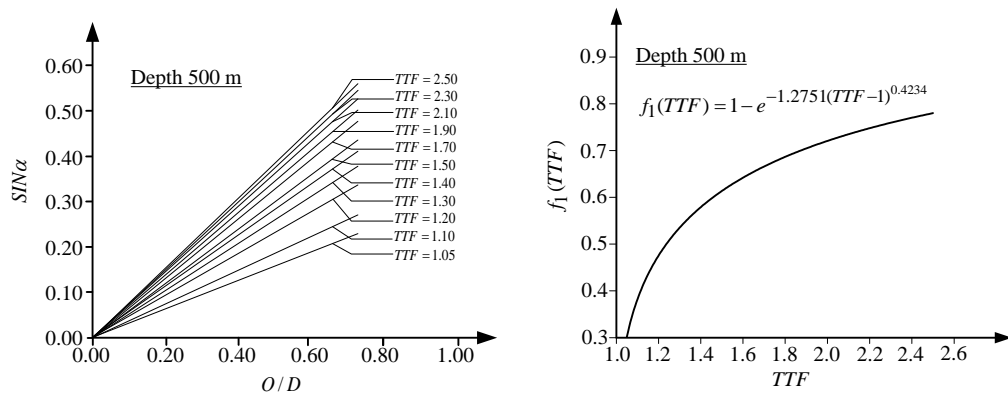 Depth 500 m
SINα
0.60
0.50
0.40
0.30
0.20
0.10
0.00
TTF = 2.50
TTF = 2.30
TTF = 2.10
TTF = 1.90
TTF = 1.70
TTF = 1.50
TTF = 1.40
TTF = 1.30
TTF = 1.20
TTF = 1.10
TTF = 1.05
0.00 0.20 0.40 0.60 0.80 1.00
O/D
Depth 500 m
f₁(TTF) = 1 − e^−1.2751(TTF−1)^0.4234
f₁(TTF)
0.9
0.8
0.7
0.6
0.5
0.4
0.3
1.0 1.2 1.4 1.6 1.8 2.0 2.2 2.4 2.6
TTF